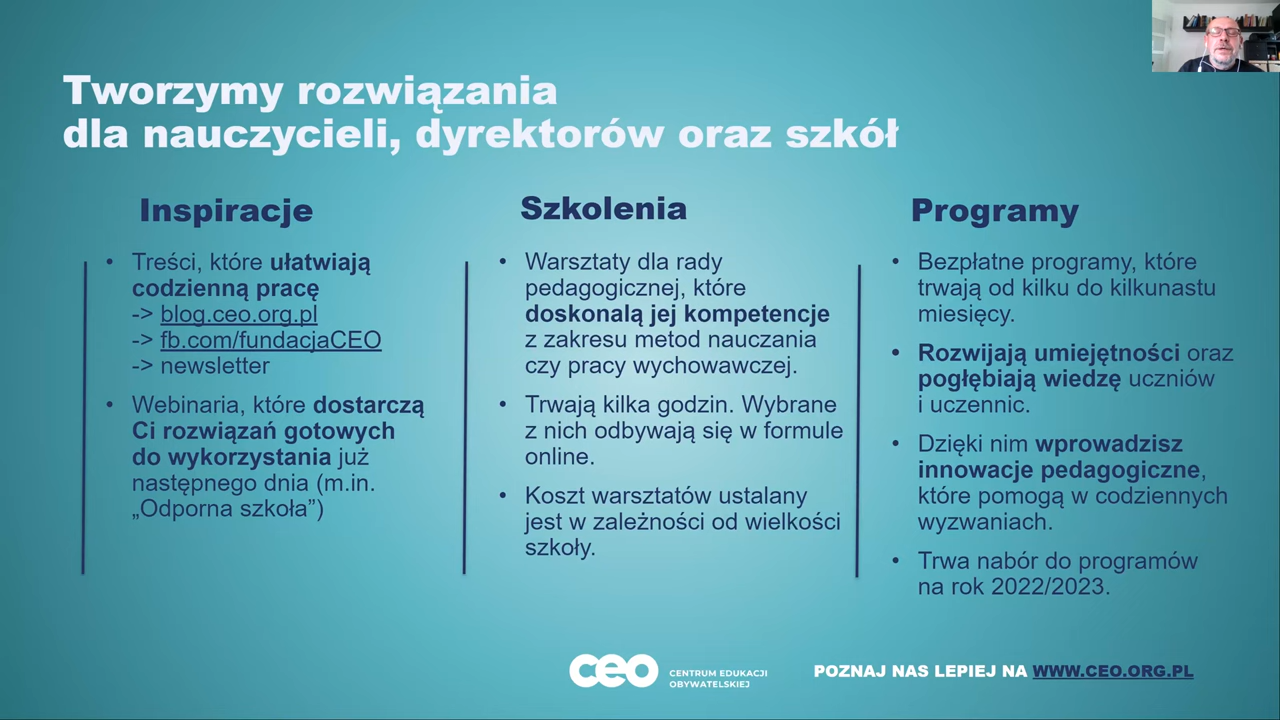 Tworzymy rozwiązania
dla nauczycieli, dyrektorów oraz szkół
Inspiracje
• Treści, które ułatwiają
codzienną pracę
-> blog.ceo.org.pl
-> fb.com/fundacjaCEO
-> newsletter
• Webinaria, które dostarczą
Ci rozwiązań gotowych
do wykorzystania już
następnego dnia (m.in.
„Odporna szkoła”)
Szkolenia
• Warsztaty dla rady
pedagogicznej, które
doskonalą jej kompetencje
z zakresu metod nauczania
czy pracy wychowawczej.
• Trwają kilka godzin. Wybrane
z nich odbywają się w formule
online.
• Koszt warsztatów ustalany
jest w zależności od wielkości
szkoły.
Programy
• Bezpłatne programy, które
trwają od kilku do kilkunastu
miesięcy.
• Rozwijają umiejętności oraz
pogłębiają wiedzę uczniów
i uczennic.
• Dzięki nim wprowadzisz
innowacje pedagogiczne,
które pomogą w codziennych
wyzwaniach.
• Trwa nabór do programów
na rok 2022/2023.
ceo
CENTRUM EDUKACJI
OBYWATELSKIEJ
POZNAJ NAS LEPIEJ NA WWW.CEO.ORG.PL